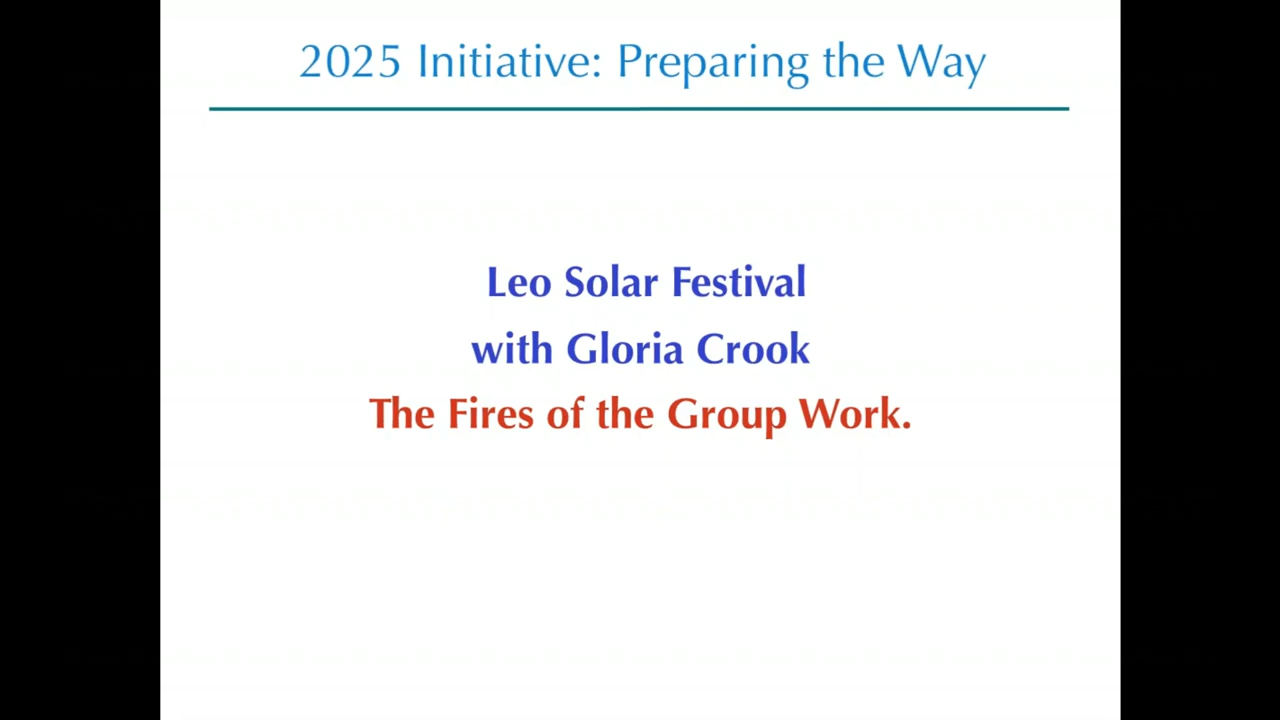 2025 Initiative: Preparing the Way
Leo Solar Festival
with Gloria Crook
The Fires of the Group Work.